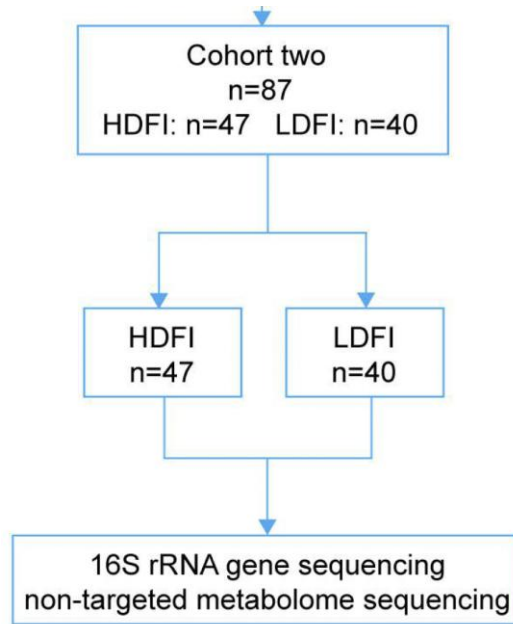 Cohort two
n=87
HDFI: n=47 LDFI: n=40
HDFI
n=47
LDFI
n=40
16S rRNA gene sequencing
non-targeted metabolome sequencing